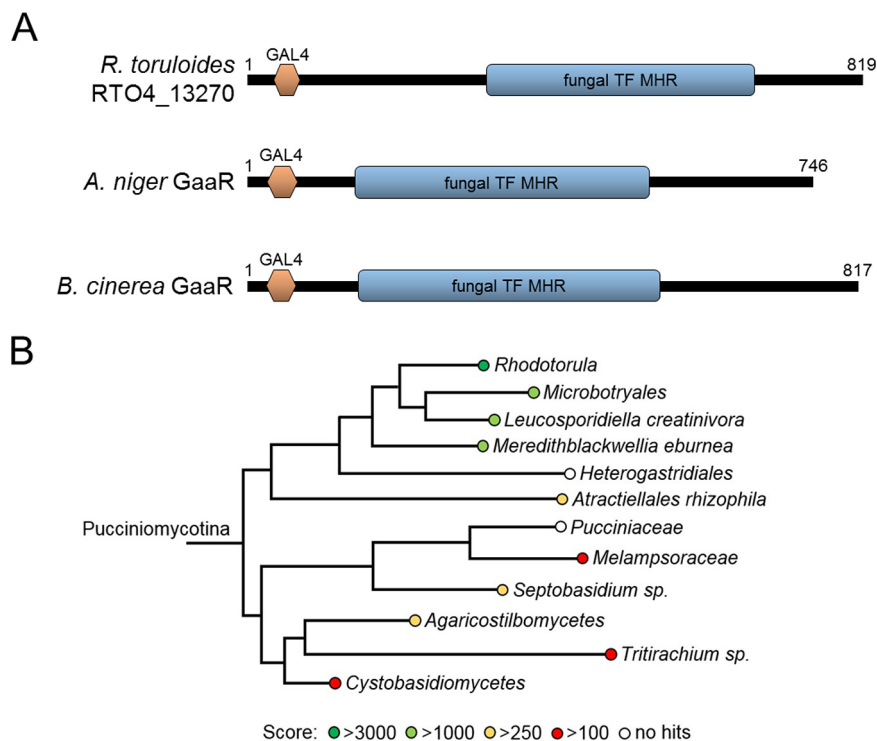 A
R. toruloides
RTO4_13270
1
GAL4
fungal TF MHR
819
A. niger GaaR
1
GAL4
fungal TF MHR
746
B. cinerea GaaR
1
GAL4
fungal TF MHR
817
B
Pucciniomycotina
Rhodotorula
Microbotryales
Leucosporidiella creatinivora
Meredithblackwellia eburnea
Heterogastridiales
Atractiellales rhizophila
Pucciniaceae
Melampsoraceae
Septobasidium sp.
Agaricostilbomycetes
Tritirachium sp.
Cystobasidiomycetes
Score: >3000 >1000 >250 >100 no hits